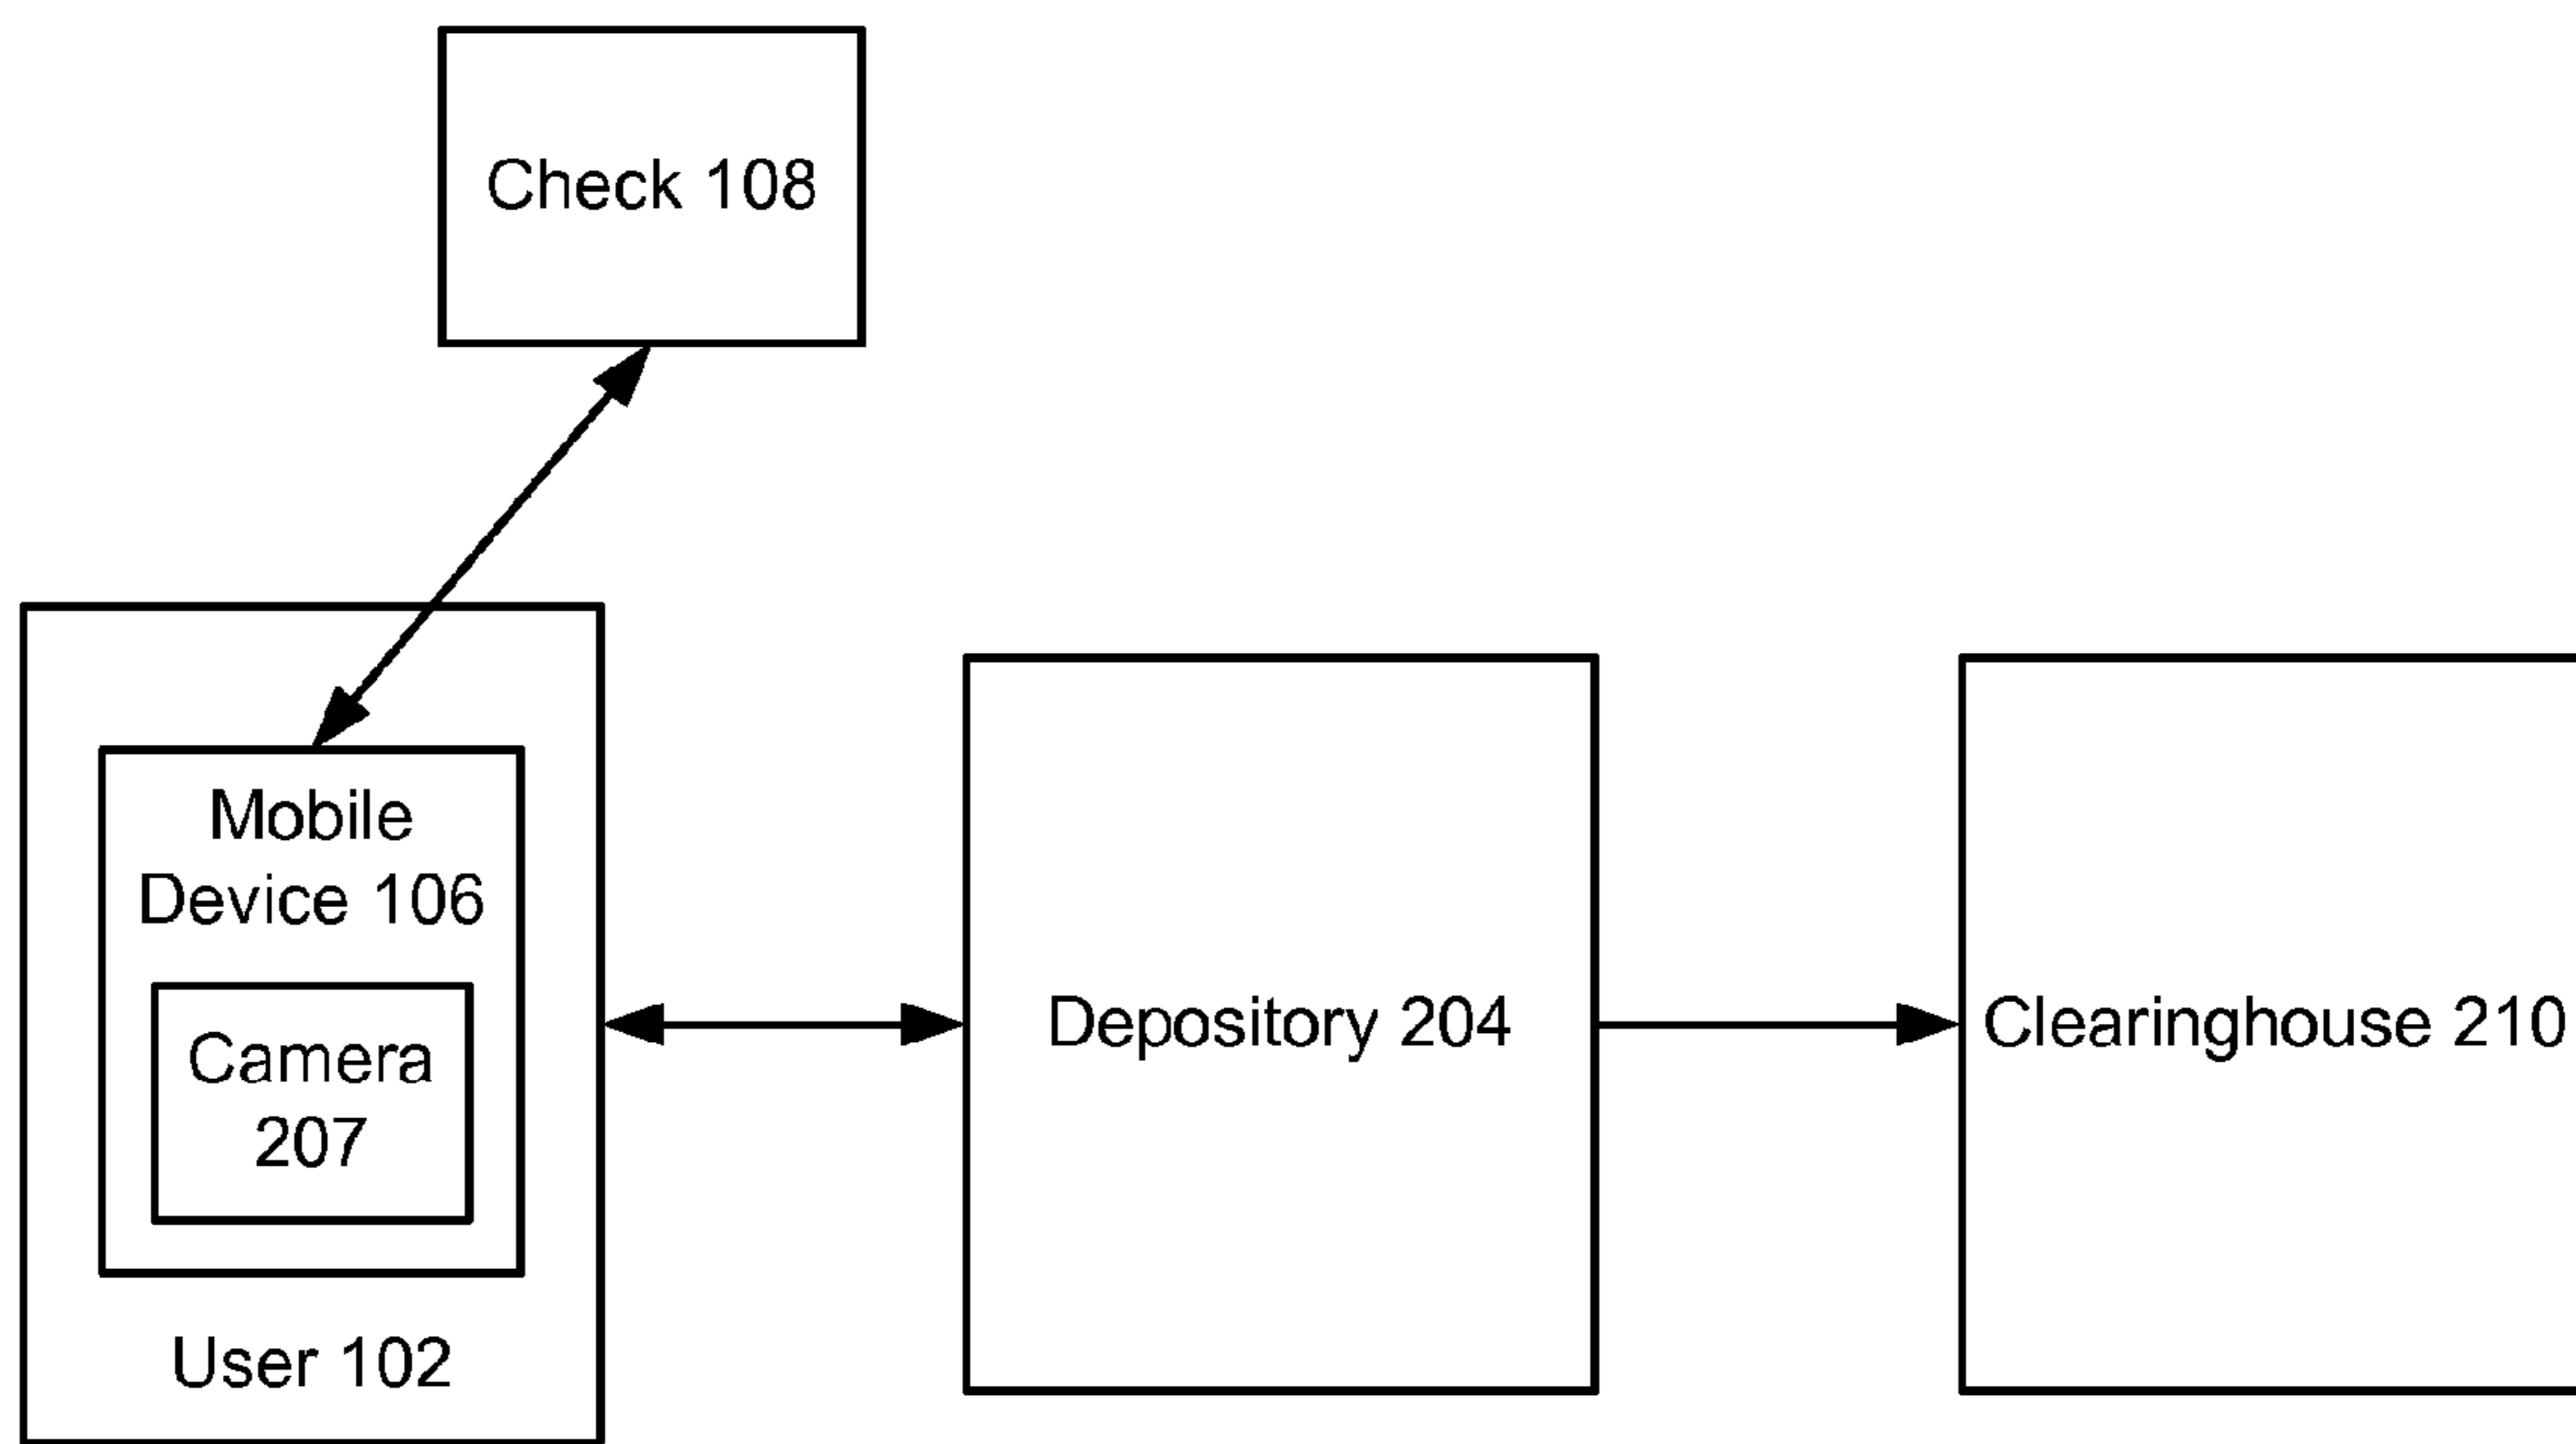 Check 108
Mobile
Device 106
Camera
207
User 102
Depository 204
Clearinghouse 210